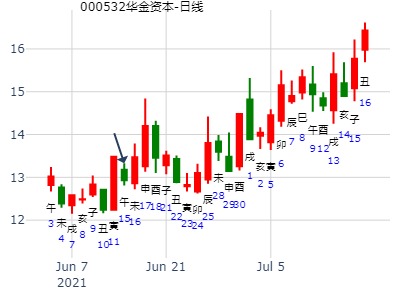 000532华金资本-日线
16
15
14
13
12
午 3
未 4
戌 7
亥 8
子 9
丑 10
寅 11
午 15
未 16
申 17
酉 18
子 21
丑 22
寅 23
卯 24
辰 25
未 28
申 29
酉 30
戌 1
亥 2
寅 5
卯 6
辰 7
巳 8
午 9
酉 12
戌 13
亥 14
子 15
丑 16
Jun 7
2021
Jun 21
Jul 5